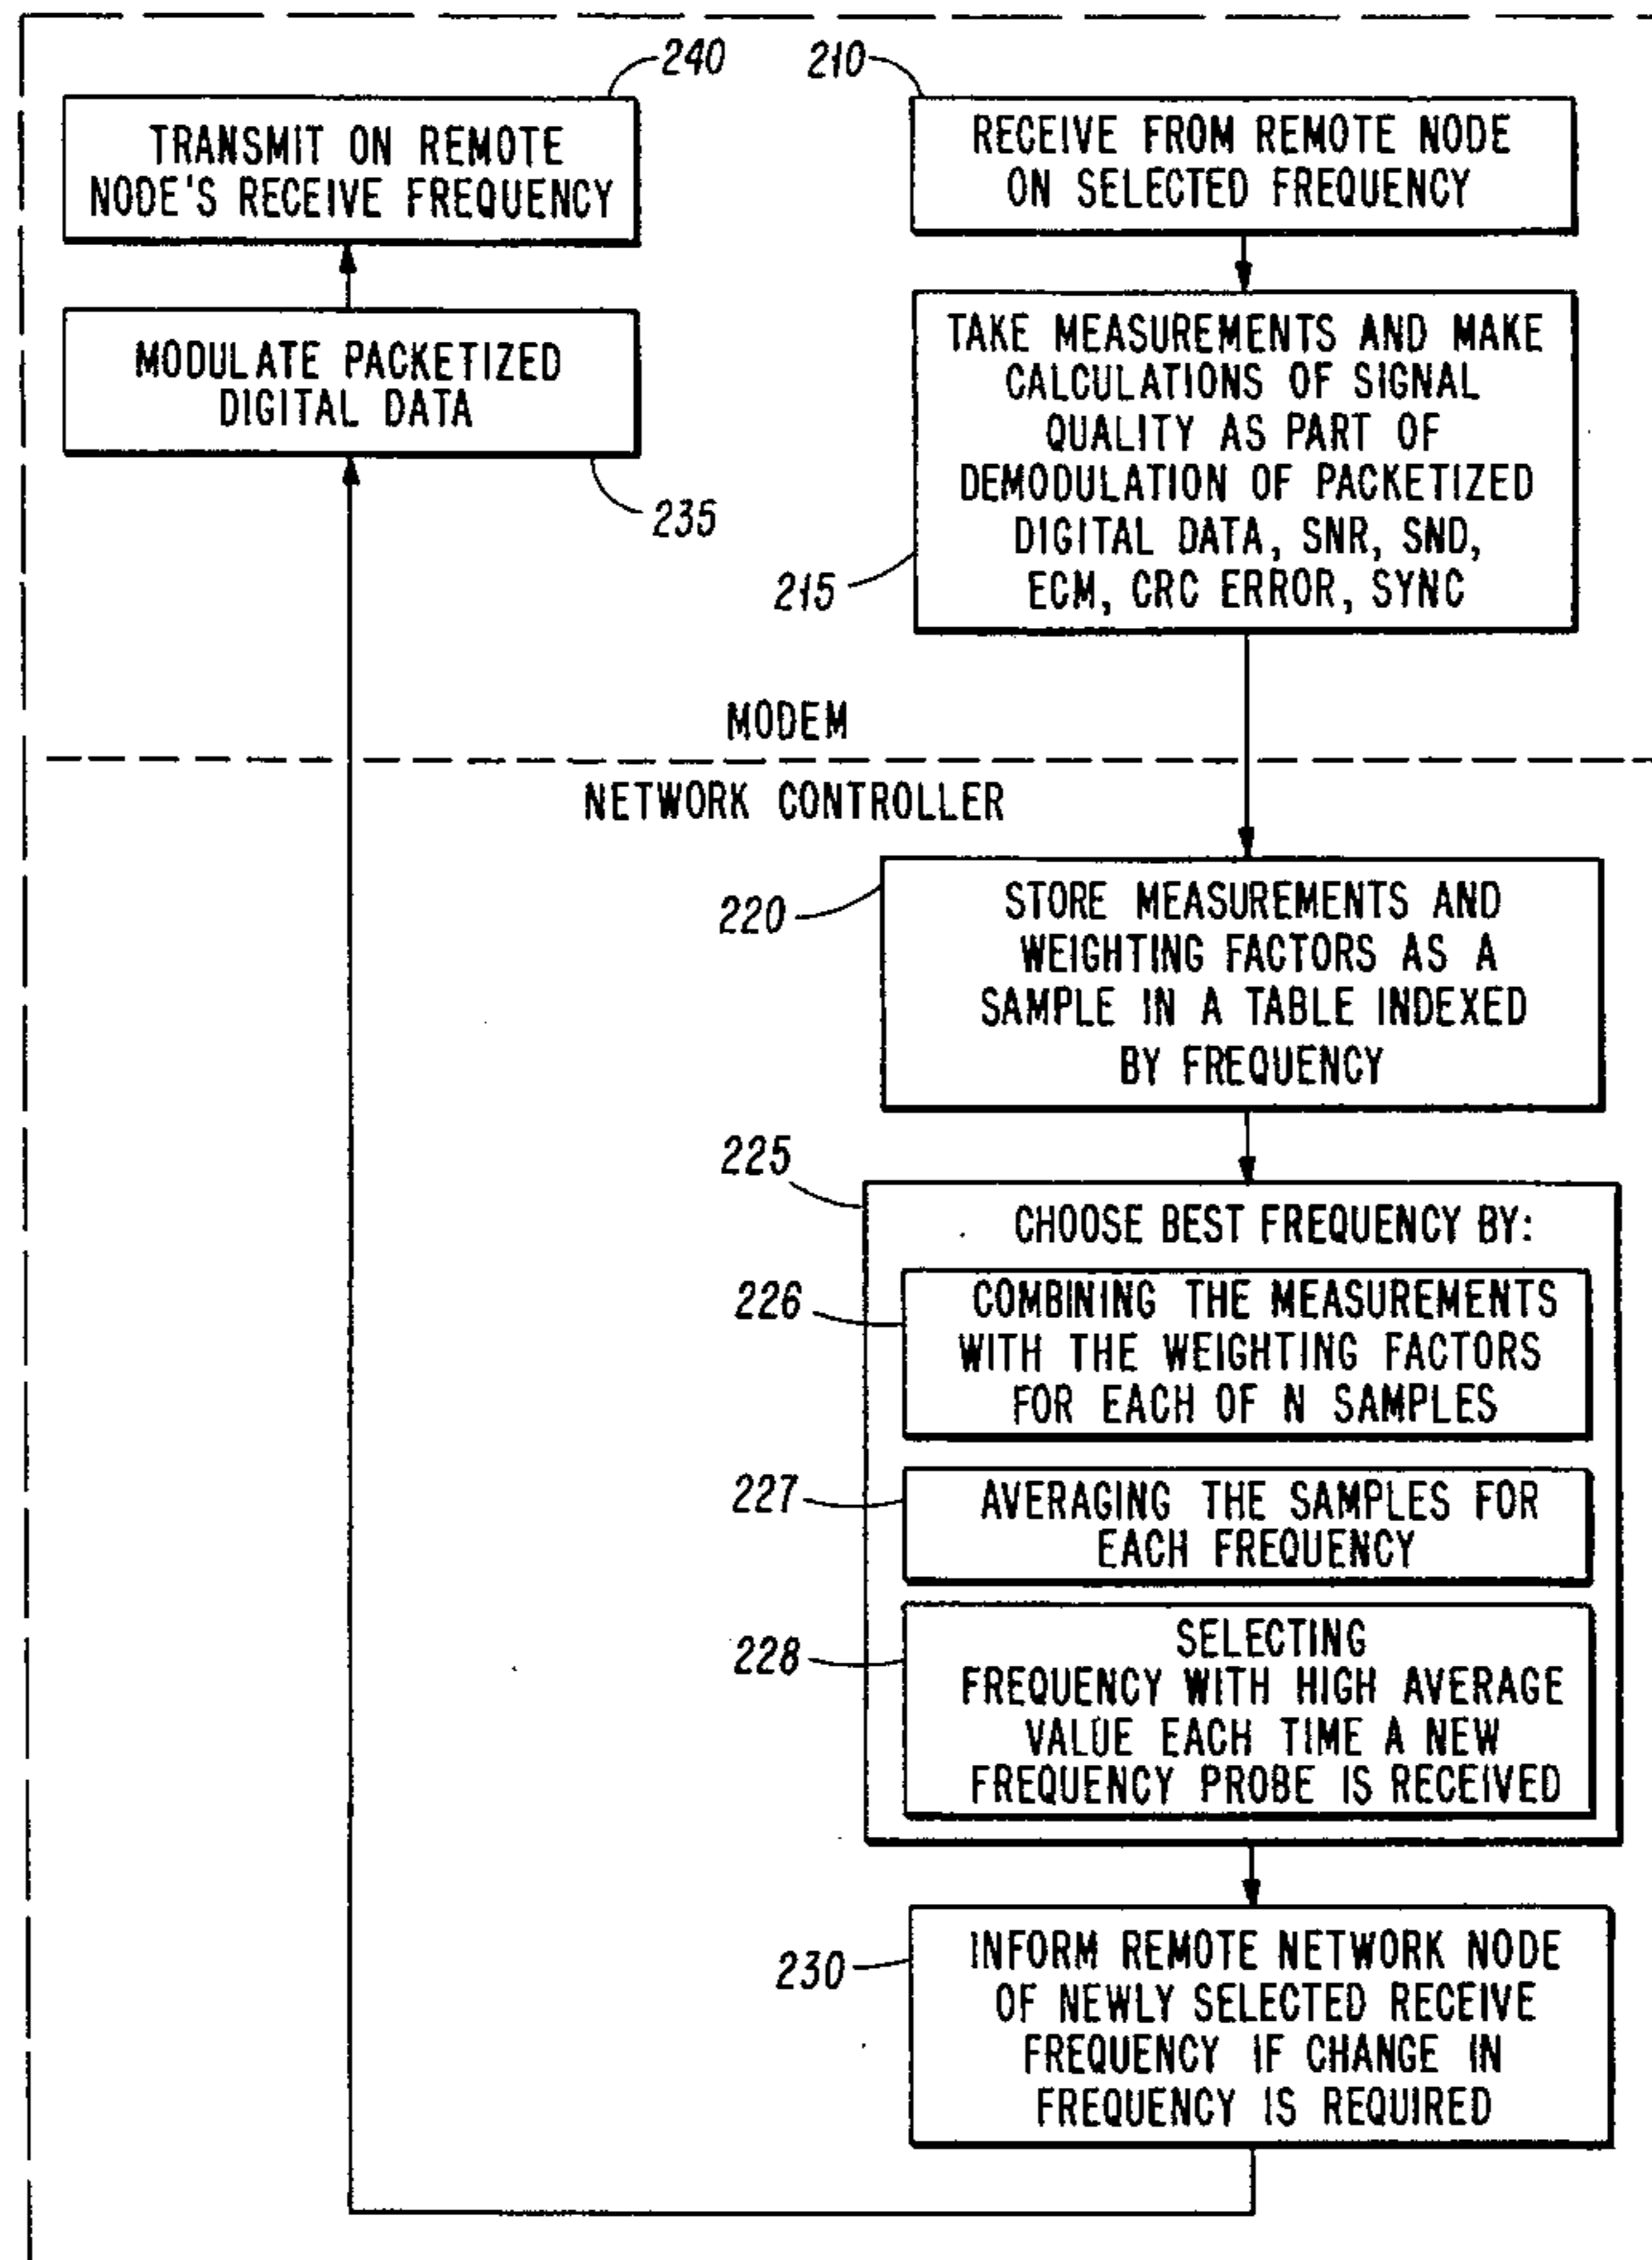 240
TRANSMIT ON REMOTE
NODE'S RECEIVE FREQUENCY
MODULATE PACKETIZED
DIGITAL DATA
235
210
RECEIVE FROM REMOTE NODE
ON SELECTED FREQUENCY
TAKE MEASUREMENTS AND MAKE
CALCULATIONS OF SIGNAL
QUALITY AS PART OF
DEMODULATION OF PACKETIZED
DIGITAL DATA, SNR, SND,
ECM, CRC ERROR, SYNC
215
MODEM
NETWORK CONTROLLER
220
STORE MEASUREMENTS AND
WEIGHTING FACTORS AS A
SAMPLE IN A TABLE INDEXED
BY FREQUENCY
225
CHOOSE BEST FREQUENCY BY:
226
COMBINING THE MEASUREMENTS
WITH THE WEIGHTING FACTORS
FOR EACH OF N SAMPLES
227
AVERAGING THE SAMPLES FOR
EACH FREQUENCY
228
SELECTING
FREQUENCY WITH HIGH AVERAGE
VALUE EACH TIME A NEW
FREQUENCY PROBE IS RECEIVED
230
INFORM REMOTE NETWORK NODE
OF NEWLY SELECTED RECEIVE
FREQUENCY IF CHANGE IN
FREQUENCY IS REQUIRED